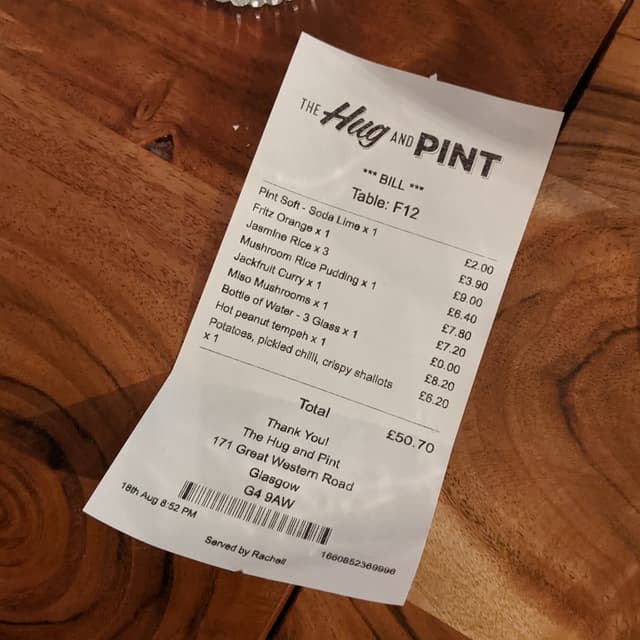 THE Hug AND PINT
*** BILL ***
Table: F12
Pint Soft - Soda Lime x 1 £2.00
Fritz Orange x 1 £3.90
Jasmine Rice x 3 £9.00
Mushroom Rice Pudding x 1 £6.40
Jackfruit Curry x 1 £7.80
Miso Mushrooms x 1 £7.20
Bottle of Water - 3 Glass x 1 £0.00
Hot peanut tempeh x 1 £8.20
Potatoes, pickled chilli, crispy shallots £6.20
x 1
Total £50.70
Thank You!
The Hug and Pint
171 Great Western Road
Glasgow
G4 9AW
18th Aug 8:52 PM
Served by Rachell 1660852369996